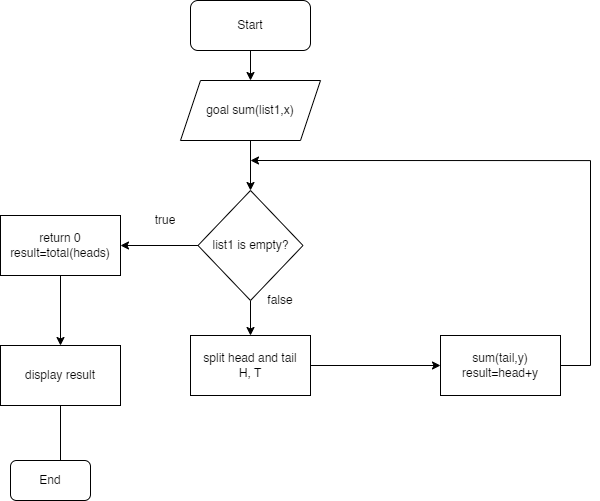 Start
goal sum(list1,x)
true
list1 is empty?
return 0
result=total(heads)
false
split head and tail
H, T
sum(tail,y)
result=head+y
display result
End